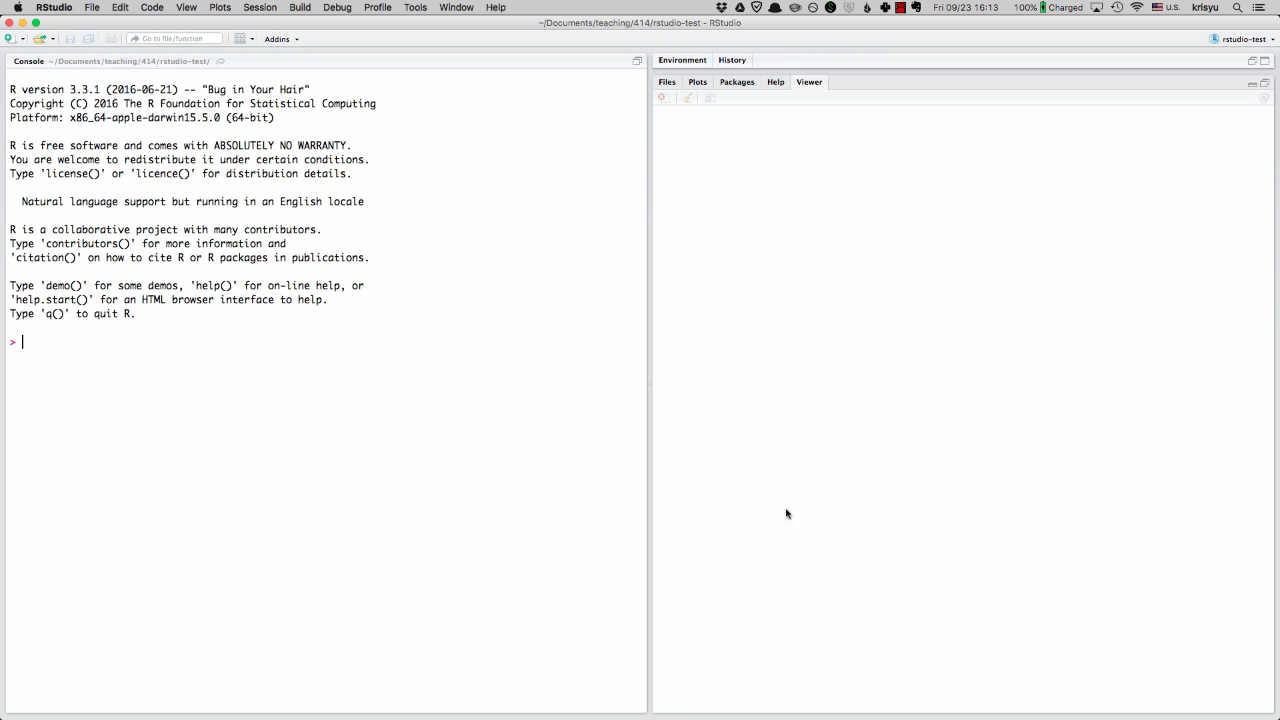 RStudio File Edit Code View Plots Session Build Debug Profile Tools Window Help U.S. Fri 09/23 16:13 100% Charged krisyu
~/Documents/teaching/414/rstudio-test - RStudio
Go to file/function Addins rstudio-test
Console ~/Documents/teaching/414/rstudio-test/
R version 3.3.1 (2016-06-21) -- "Bug in Your Hair"
Copyright (C) 2016 The R Foundation for Statistical Computing
Platform: x86_64-apple-darwin15.5.0 (64-bit)
R is free software and comes with ABSOLUTELY NO WARRANTY.
You are welcome to redistribute it under certain conditions.
Type 'license()' or 'licence()' for distribution details.
Natural language support but running in an English locale
R is a collaborative project with many contributors.
Type 'contributors()' for more information and
'citation()' on how to cite R or R packages in publications.
Type 'demo()' for some demos, 'help()' for on-line help, or
'help.start()' for an HTML browser interface to help.
Type 'q()' to quit R.
>
Environment History
Files Plots Packages Help Viewer